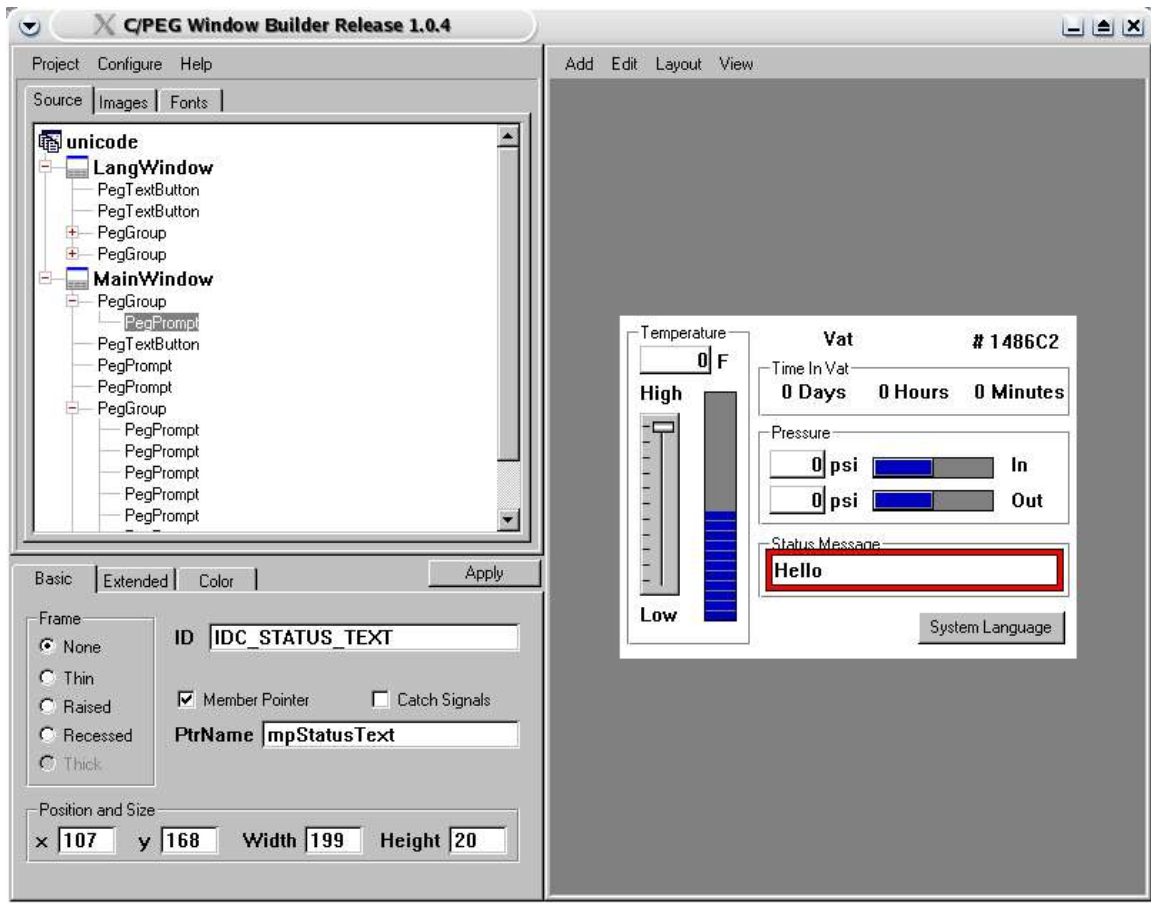 C/PEG Window Builder Release 1.0.4
Project Configure Help
Source Images Fonts
unicode
LangWindow
PegTextButton
PegTextButton
PegGroup
PegGroup
MainWindow
PegGroup
PegPrompt
PegTextButton
PegPrompt
PegPrompt
PegGroup
PegPrompt
PegPrompt
PegPrompt
PegPrompt
PegPrompt
Basic Extended Color Apply
Frame
None
Thin
Raised
Recessed
Thick
ID IDC_STATUS_TEXT
Member Pointer Catch Signals
PtrName mpStatusText
Position and Size
x 107 y 168 Width 199 Height 20
Add Edit Layout View
Temperature
0 F
High
Low
Vat # 1486C2
Time In Vat
0 Days 0 Hours 0 Minutes
Pressure
0 psi In
0 psi Out
Status Message
Hello
System Language